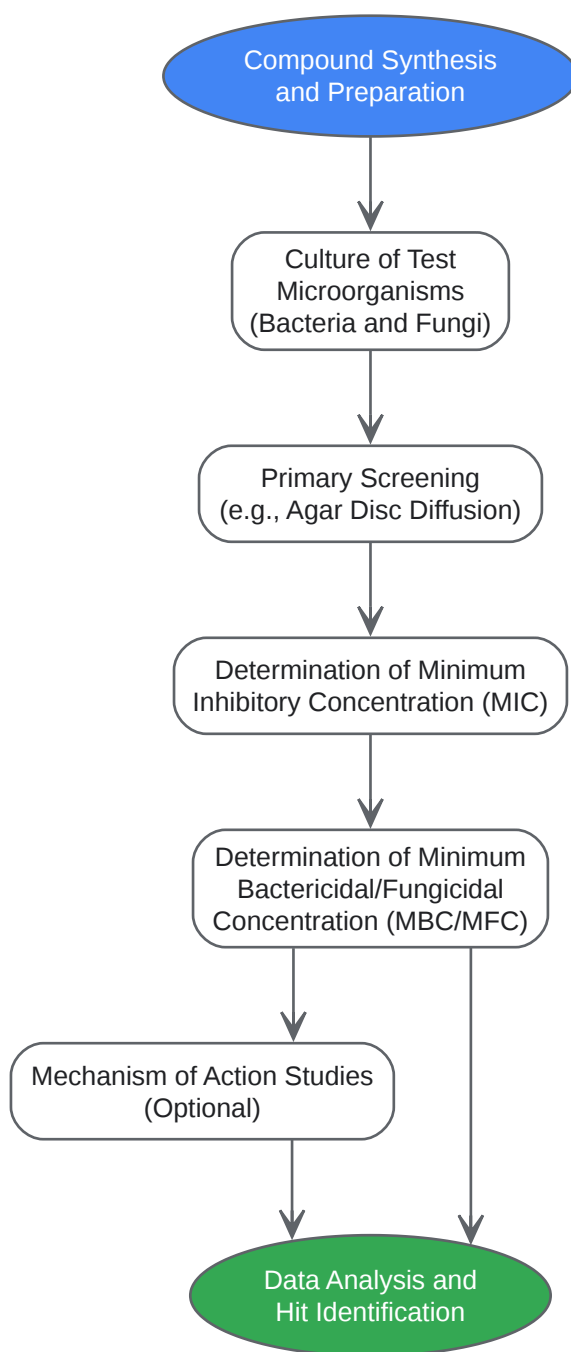 Compound Synthesis
and Preparation
Culture of Test
Microorganisms
(Bacteria and Fungi)
Primary Screening
(e.g., Agar Disc Diffusion)
Determination of Minimum
Inhibitory Concentration (MIC)
Determination of Minimum
Bactericidal/Fungicidal
Concentration (MBC/MFC)
Mechanism of Action Studies
(Optional)
Data Analysis and
Hit Identification